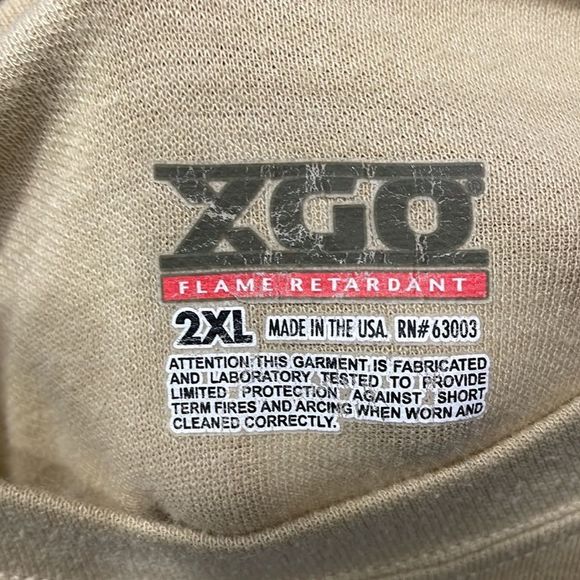 XGO®
FLAME RETARDANT
2XL MADE IN THE USA. RN# 63003
ATTENTION: THIS GARMENT IS FABRICATED
AND LABORATORY TESTED TO PROVIDE
LIMITED PROTECTION AGAINST SHORT
TERM FIRES AND ARCING WHEN WORN AND
CLEANED CORRECTLY.